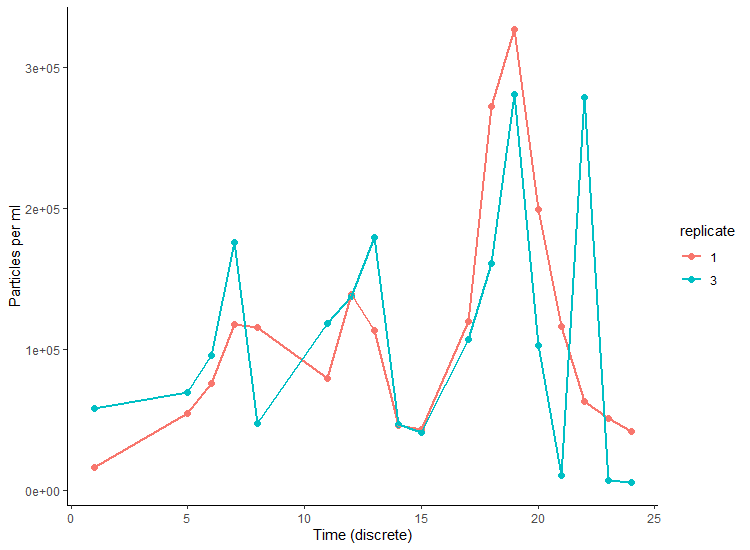 3e+05
2e+05
1e+05
0e+00
Particles per ml
0 5 10 15 20 25
Time (discrete)
replicate
1
3